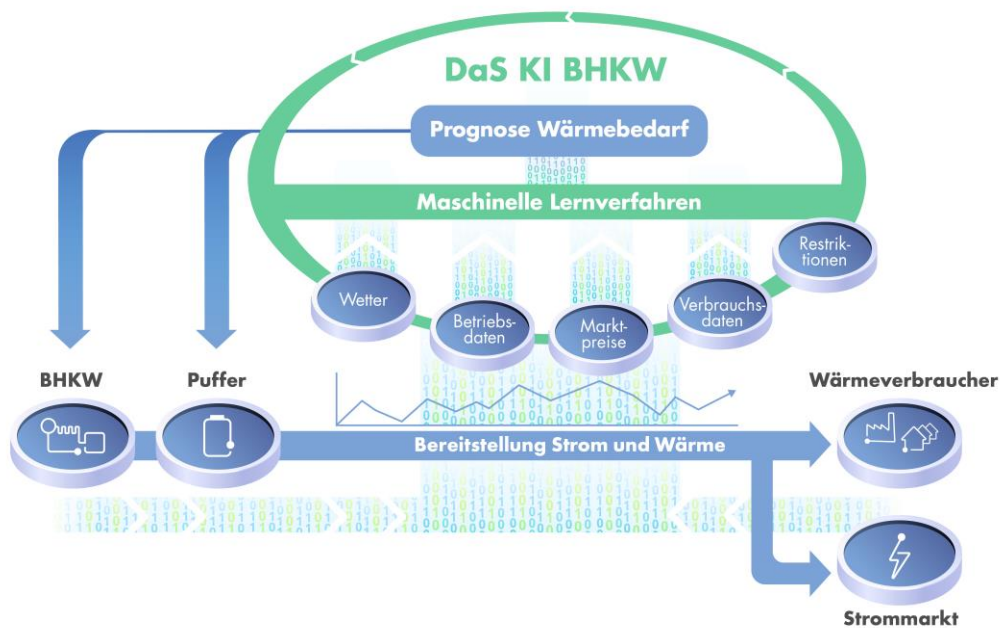 DaS KI BHKW
Prognose Wärmebedarf
Maschinelle Lernverfahren
Wetter
Betriebs-
daten
Markt-
preise
Verbrauchs-
daten
Restrik-
tionen
BHKW
Puffer
Wärmeverbraucher
Bereitstellung Strom und Wärme
Strommarkt